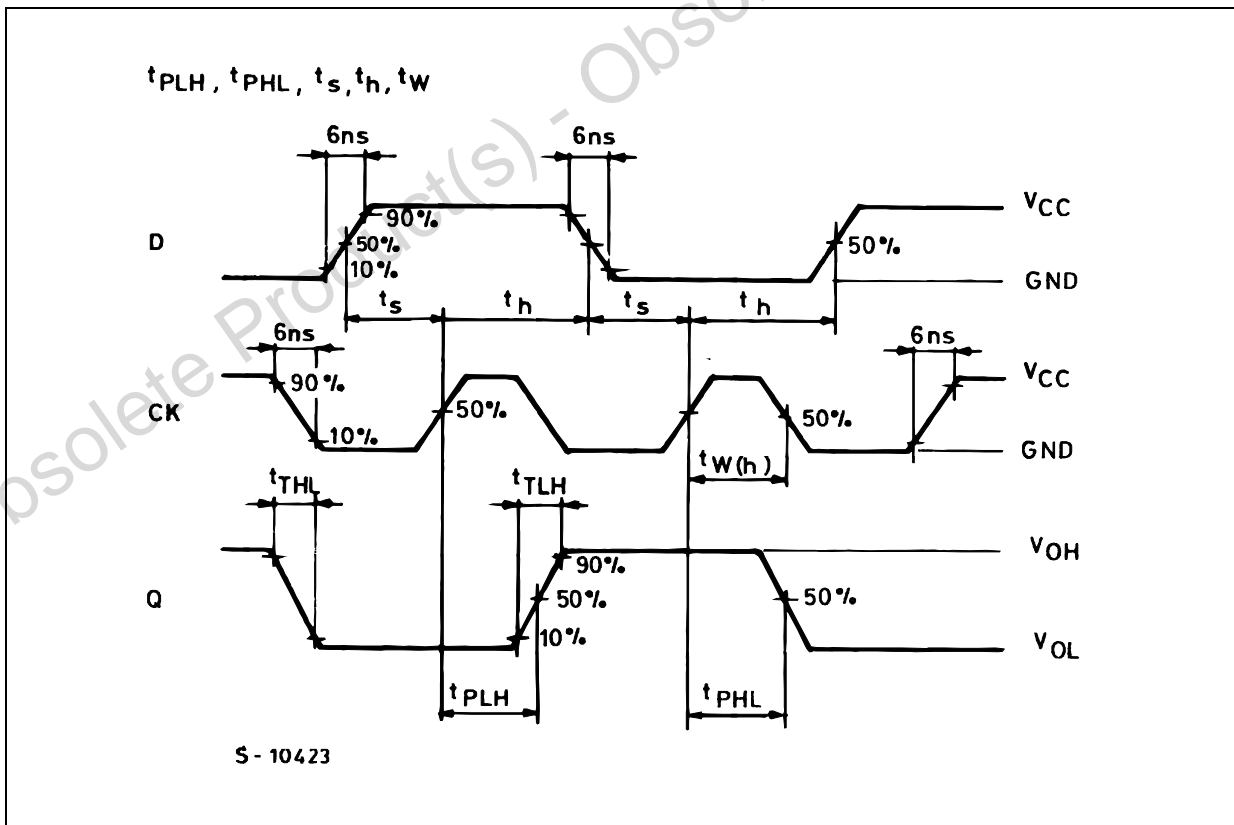 tPLH, tPHL, ts, th, tW
6ns 6ns
VCC
90%
D 50% 50%
10%
GND
ts th ts th
6ns 6ns
VCC
90%
CK 50% 50%
10%
GND
tW(h)
tTHL tTLH
VOH
90%
Q 50% 50%
10%
VOL
tPLH tPHL
S-10423
bsolete Product(s) - Obso